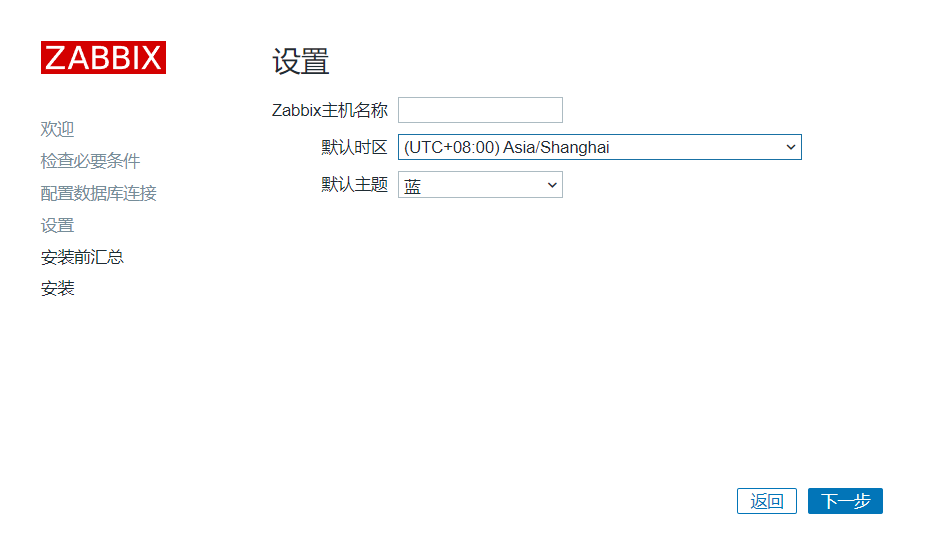 ZABBIX
欢迎
检查必要条件
配置数据库连接
设置
安装前汇总
安装
设置
Zabbix主机名称
默认时区 (UTC+08:00) Asia/Shanghai
默认主题 蓝
返回 下一步